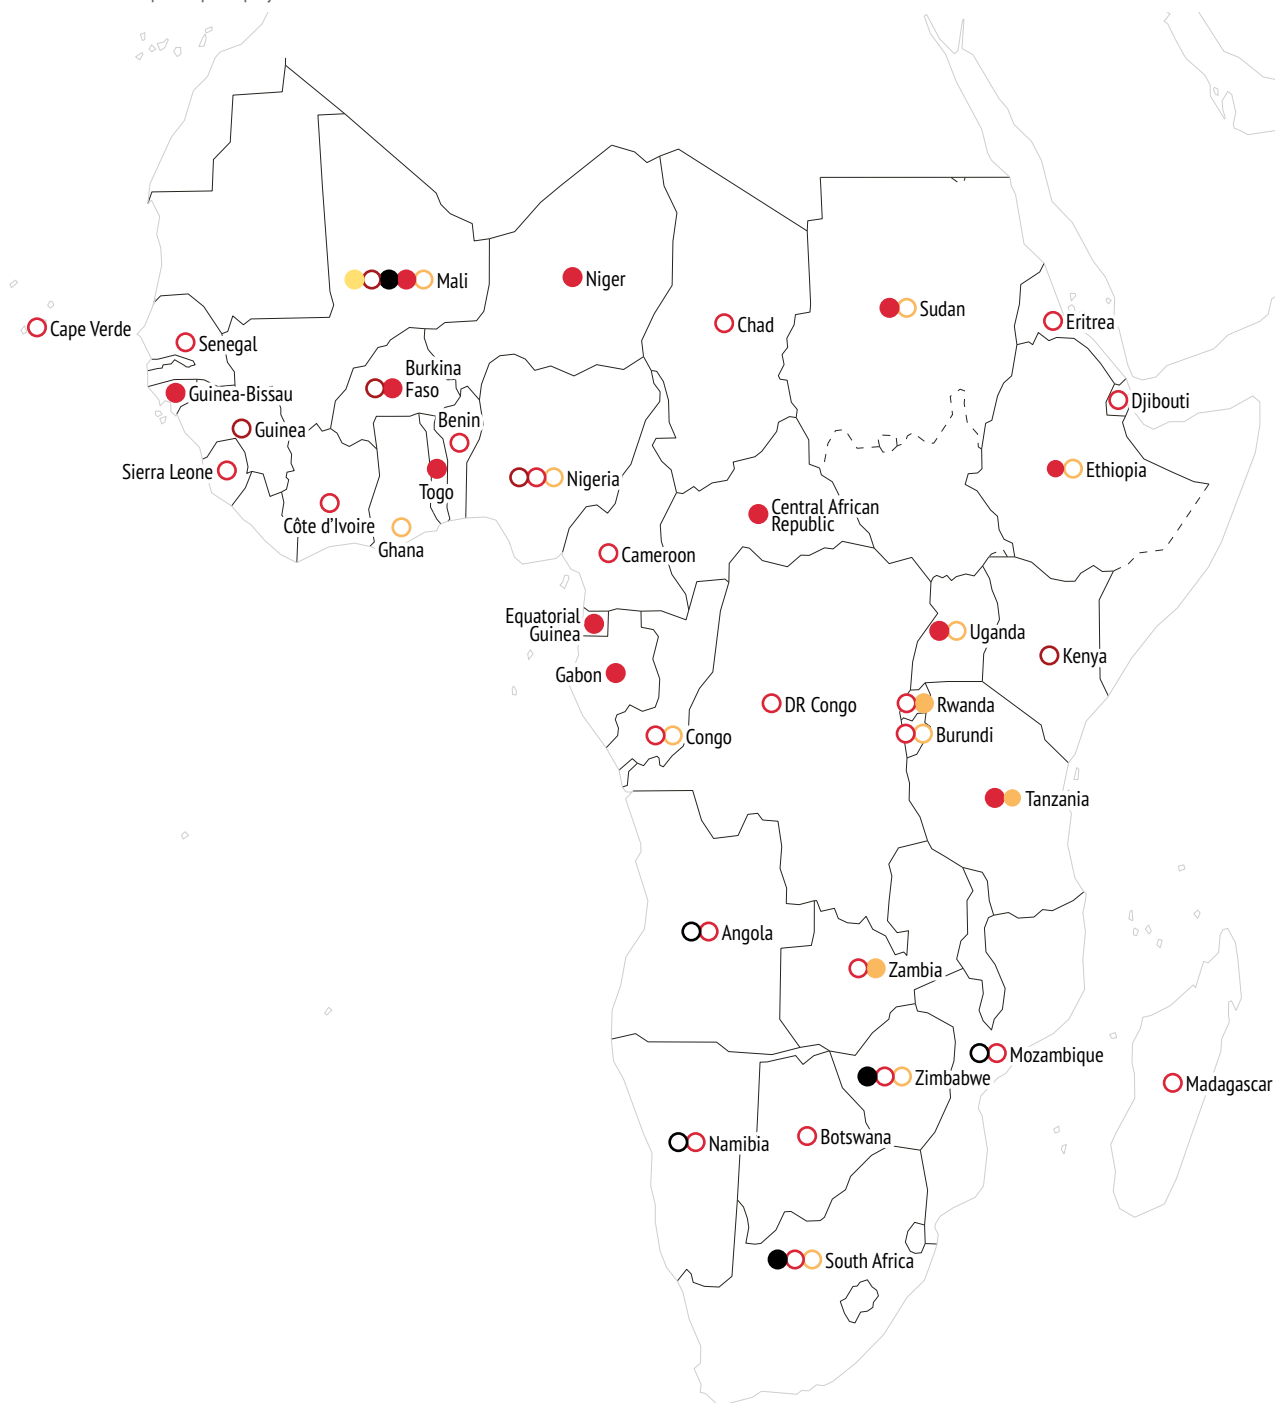 Mali
Niger
Cape Verde
Senegal
Chad
Sudan
Eritrea
Burkina
Faso
Guinea-Bissau
Djibouti
Benin
Guinea
Sierra Leone
Togo
Nigeria
Ethiopia
Côte d'Ivoire
Ghana
Central African
Republic
Cameroon
Equatorial
Guinea
Uganda
Kenya
Gabon
DR Congo
Rwanda
Congo
Burundi
Tanzania
Angola
Zambia
Mozambique
Zimbabwe
Madagascar
Botswana
Namibia
South Africa